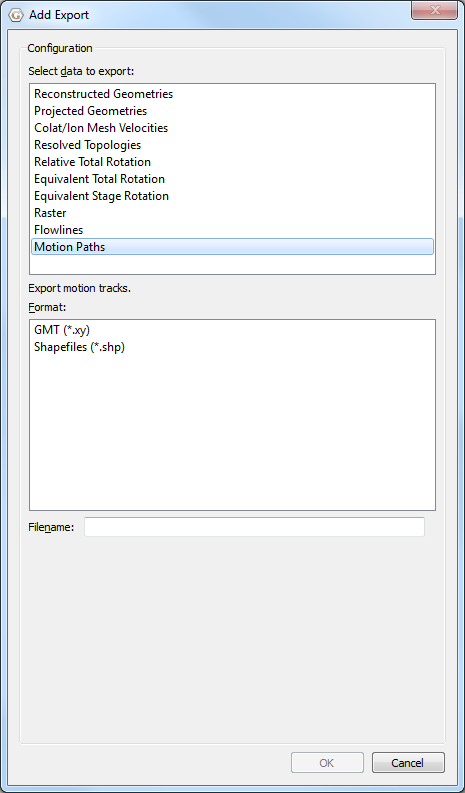 Add Export
Configuration
Select data to export:
Reconstructed Geometries
Projected Geometries
Colat/lon Mesh Velocities
Resolved Topologies
Relative Total Rotation
Equivalent Total Rotation
Equivalent Stage Rotation
Raster
Flowlines
Motion Paths
Export motion tracks.
Format:
GMT (*.xy)
Shapefiles (*.shp)
Filename:
OK Cancel